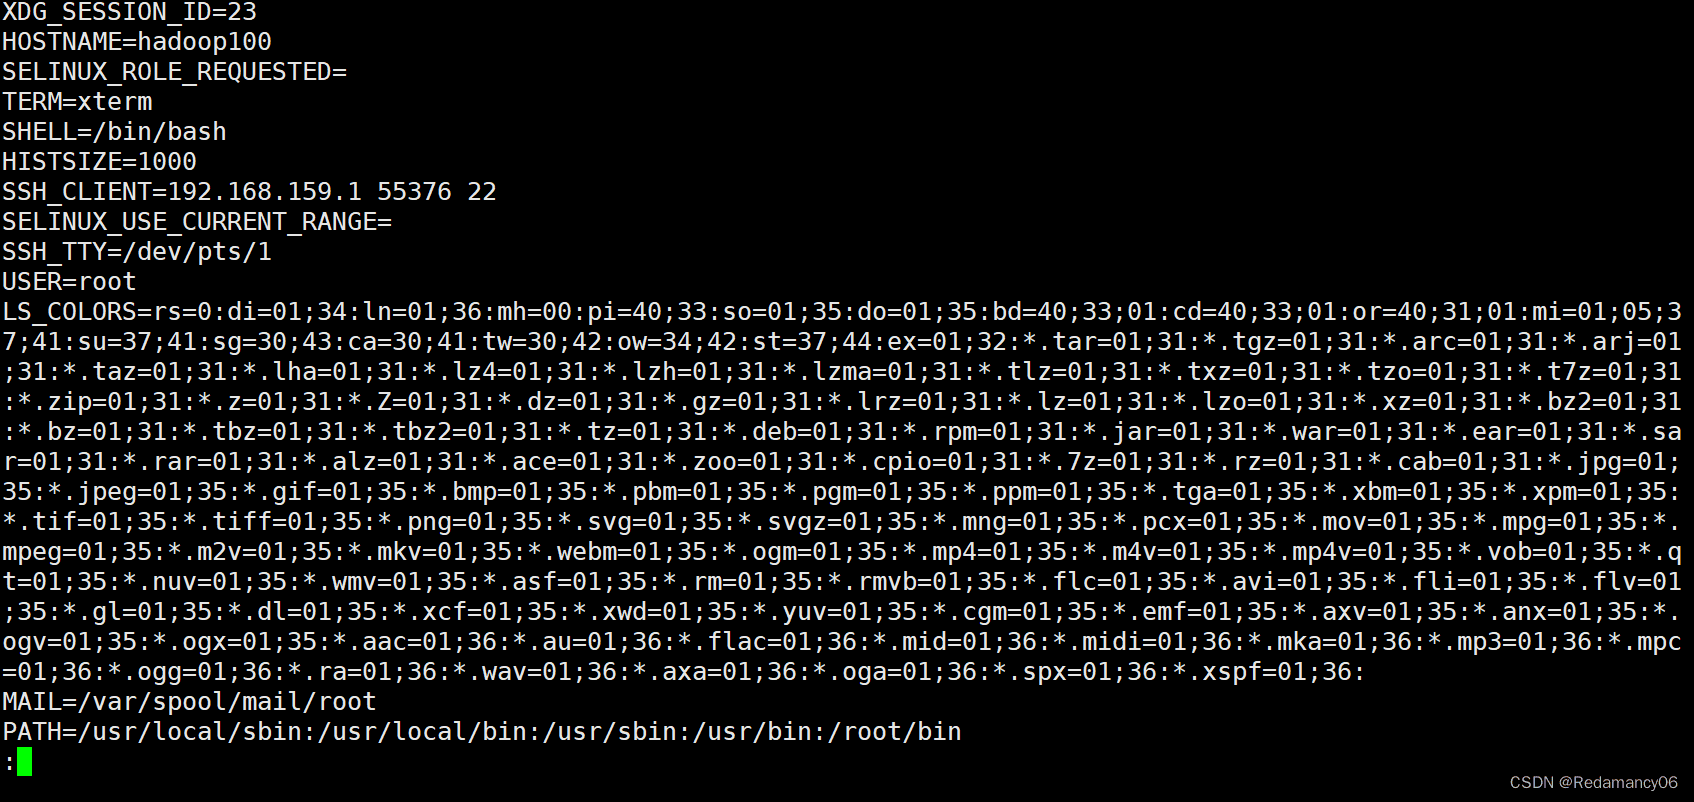 XDG_SESSION_ID=23
HOSTNAME=hadoop100
SELINUX_ROLE_REQUESTED=
TERM=xterm
SHELL=/bin/bash
HISTSIZE=1000
SSH_CLIENT=192.168.159.1 55376 22
SELINUX_USE_CURRENT_RANGE=
SSH_TTY=/dev/pts/1
USER=root
LS_COLORS=rs=0:di=01;34:ln=01;36:mh=00:pi=40;33:so=01;35:do=01;35:bd=40;33;01:cd=40;33;01:or=40;31;01:mi=01;05;3
7;41:su=37;41:sg=30;43:ca=30;41:tw=30;42:ow=34;42:st=37;44:ex=01;32:*.tar=01;31:*.tgz=01;31:*.arc=01;31:*.arj=01
;31:*.taz=01;31:*.lha=01;31:*.lz4=01;31:*.lzh=01;31:*.lzma=01;31:*.tlz=01;31:*.txz=01;31:*.tzo=01;31:*.t7z=01;31
:*.zip=01;31:*.z=01;31:*.Z=01;31:*.dz=01;31:*.gz=01;31:*.lrz=01;31:*.lz=01;31:*.lzo=01;31:*.xz=01;31:*.bz2=01;31
:*.bz=01;31:*.tbz=01;31:*.tbz2=01;31:*.tz=01;31:*.deb=01;31:*.rpm=01;31:*.jar=01;31:*.war=01;31:*.ear=01;31:*.sa
r=01;31:*.rar=01;31:*.alz=01;31:*.ace=01;31:*.zoo=01;31:*.cpio=01;31:*.7z=01;31:*.rz=01;31:*.cab=01;31:*.jpg=01;
35:*.jpeg=01;35:*.gif=01;35:*.bmp=01;35:*.pbm=01;35:*.pgm=01;35:*.ppm=01;35:*.tga=01;35:*.xbm=01;35:*.xpm=01;35:
*.tif=01;35:*.tiff=01;35:*.png=01;35:*.svg=01;35:*.svgz=01;35:*.mng=01;35:*.pcx=01;35:*.mov=01;35:*.mpg=01;35:*.
mpeg=01;35:*.m2v=01;35:*.mkv=01;35:*.webm=01;35:*.ogm=01;35:*.mp4=01;35:*.m4v=01;35:*.mp4v=01;35:*.vob=01;35:*.q
t=01;35:*.nuv=01;35:*.wmv=01;35:*.asf=01;35:*.rm=01;35:*.rmvb=01;35:*.flc=01;35:*.avi=01;35:*.fli=01;35:*.flv=01
;35:*.gl=01;35:*.dl=01;35:*.xcf=01;35:*.xwd=01;35:*.yuv=01;35:*.cgm=01;35:*.emf=01;35:*.axv=01;35:*.anx=01;35:*.
ogv=01;35:*.ogx=01;35:*.aac=01;36:*.au=01;36:*.flac=01;36:*.mid=01;36:*.midi=01;36:*.mka=01;36:*.mp3=01;36:*.mpc
=01;36:*.ogg=01;36:*.ra=01;36:*.wav=01;36:*.axa=01;36:*.oga=01;36:*.spx=01;36:*.xspf=01;36:
MAIL=/var/spool/mail/root
PATH=/usr/local/sbin:/usr/local/bin:/usr/sbin:/usr/bin:/root/bin
:
CSDN @Redamancy06